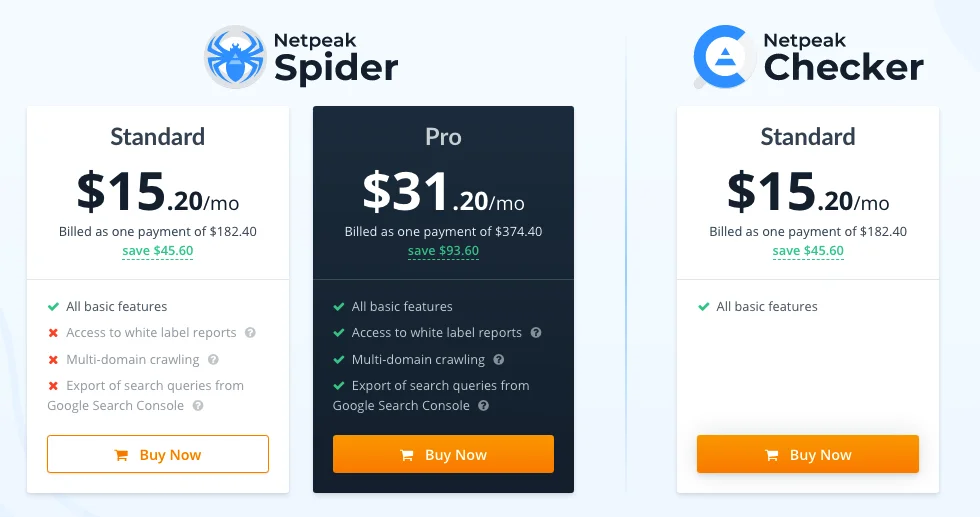 Netpeak
Spider
Standard
$15.20/mo
Billed as one payment of $182.40
save $45.60
All basic features
Access to white label reports ?
Multi-domain crawling ?
Export of search queries from
Google Search Console ?
Buy Now
Pro
$31.20/mo
Billed as one payment of $374.40
save $93.60
All basic features
Access to white label reports ?
Multi-domain crawling ?
Export of search queries from
Google Search Console ?
Buy Now
Netpeak
Checker
Standard
$15.20/mo
Billed as one payment of $182.40
save $45.60
All basic features
Buy Now